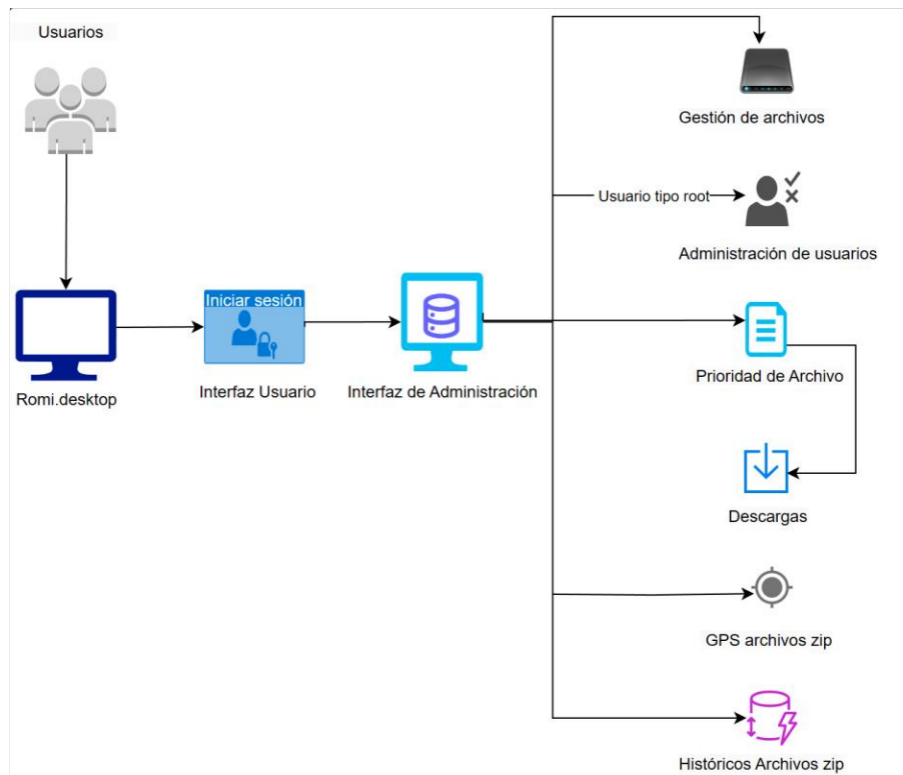 Usuarios
Gestión de archivos
Usuario tipo root
Administración de usuarios
Iniciar sesión
Romi.desktop
Interfaz Usuario
Interfaz de Administración
Prioridad de Archivo
Descargas
GPS archivos zip
Históricos Archivos zip